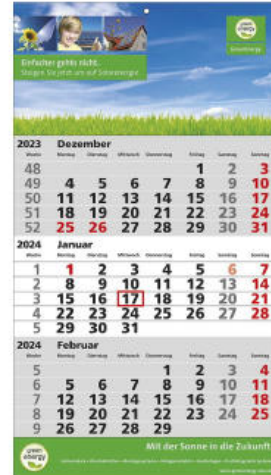 green
energy
GreenEnergy
Einfacher gehts nicht.
Steigen Sie jetzt um auf Solarenergie.
2023 Dezember
Woche Montag Dienstag Mittwoch Donnerstag Freitag Samstag Sonntag
48 1 2 3
49 4 5 6 7 8 9 10
50 11 12 13 14 15 16 17
51 18 19 20 21 22 23 24
52 25 26 27 28 29 30 31
2024 Januar
Woche Montag Dienstag Mittwoch Donnerstag Freitag Samstag Sonntag
1 1 2 3 4 5 6 7
2 8 9 10 11 12 13 14
3 15 16 17 18 19 20 21
4 22 23 24 25 26 27 28
5 29 30 31
2024 Februar
Woche Montag Dienstag Mittwoch Donnerstag Freitag Samstag Sonntag
5 1 2 3 4
6 5 6 7 8 9 10 11
7 12 13 14 15 16 17 18
8 19 20 21 22 23 24 25
9 26 27 28 29
green
energy
Mit der Sonne in die Zukunft